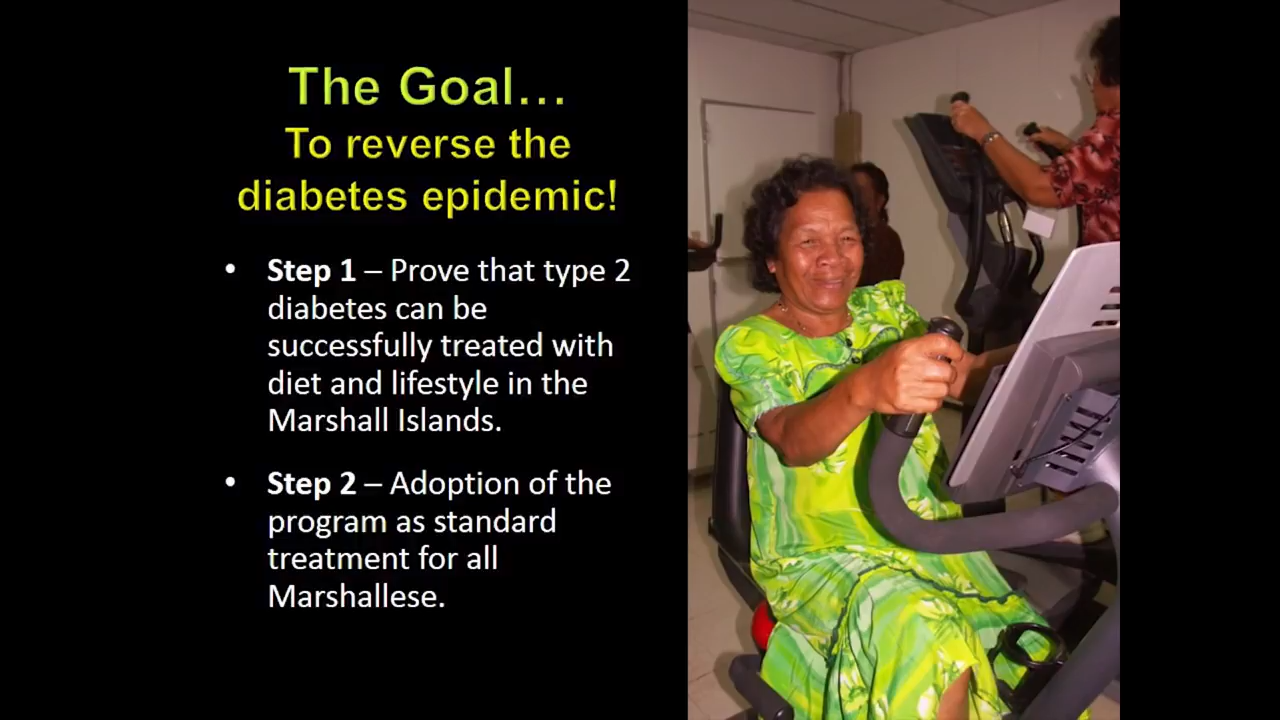 The Goal…
To reverse the
diabetes epidemic!
• Step 1 – Prove that type 2
diabetes can be
successfully treated with
diet and lifestyle in the
Marshall Islands.
• Step 2 – Adoption of the
program as standard
treatment for all
Marshallese.